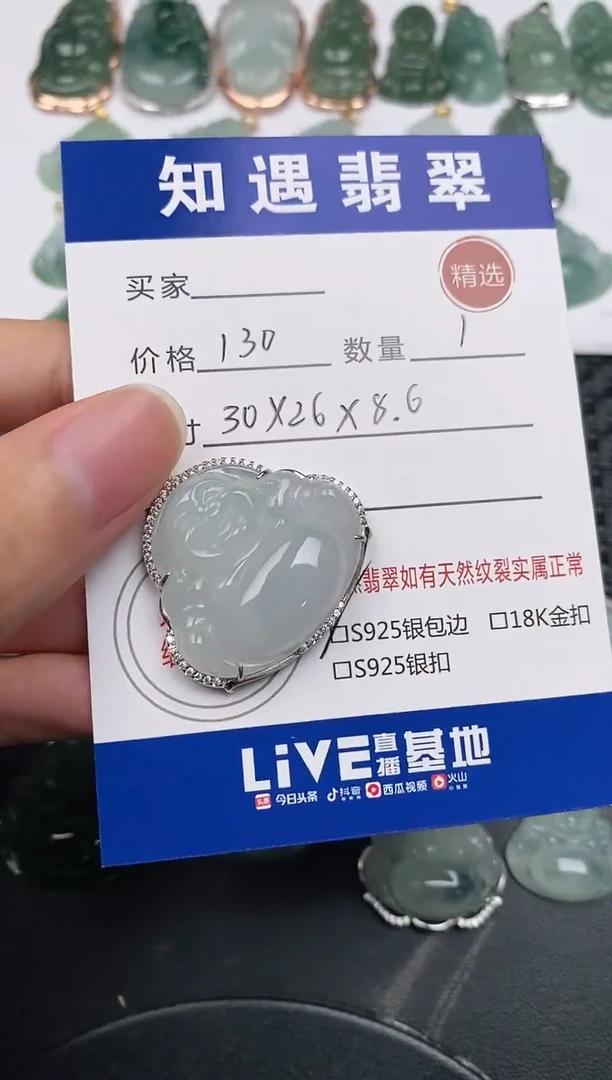 知遇翡翠
买家
精选
价格 130 数量 1
寸 30X26X8.6
翡翠如有天然纹裂实属正常
□S925银包边 □18K金扣
□S925银扣
LiVE直播基地
头条 今日头条 抖音 西瓜视频 火山